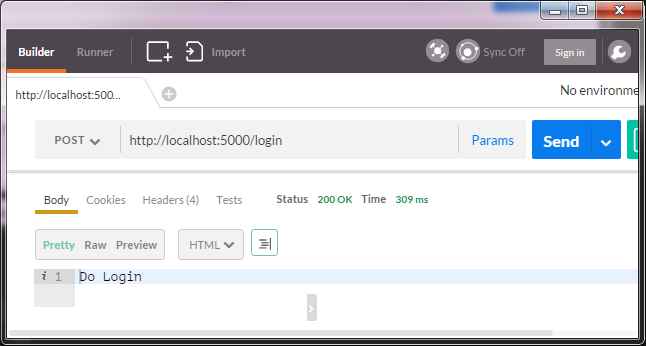 Builder Runner Import Sync Off Sign in
http://localhost:500... No environme
POST http://localhost:5000/login Params Send
Body Cookies Headers (4) Tests Status 200 OK Time 309 ms
Pretty Raw Preview HTML
i 1 Do Login